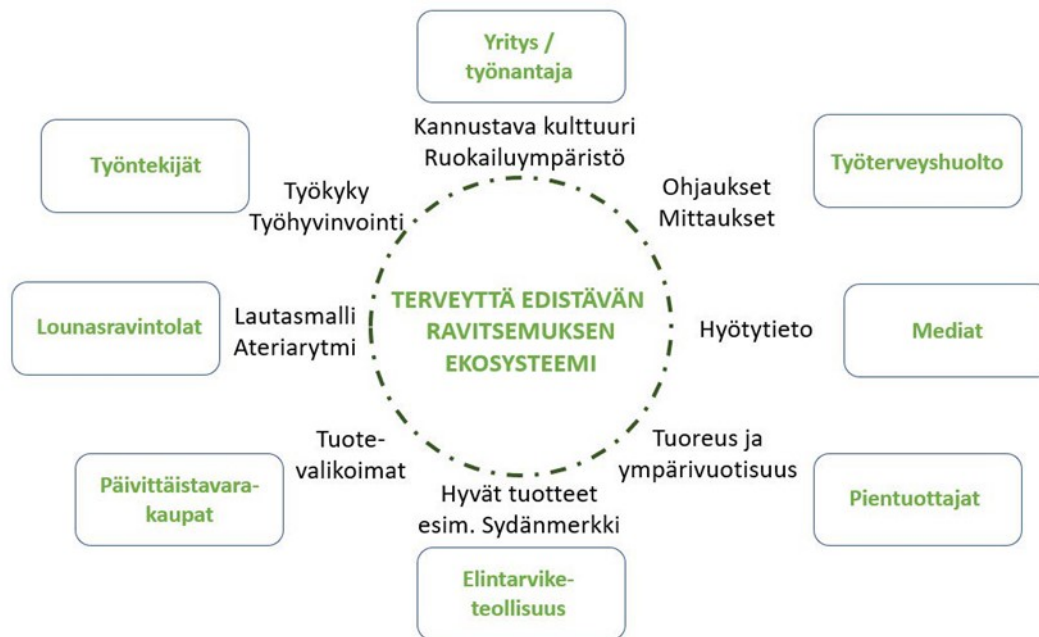 Yritys /
työnantaja
Kannustava kulttuuri
Ruokailuympäristö
Työterveyshuolto
Ohjaukset
Mittaukset
Mediat
Hyötytieto
Pientuottajat
Tuoreus ja
ympärivuotisuus
Elintarvike-
teollisuus
Hyvät tuotteet
esim. Sydänmerkki
Päivittäistavara-
kaupat
Tuote-
valikoimat
Lounasravintolat
Lautasmalli
Ateriarytmi
Työntekijät
Työkyky
Työhyvinvointi
TERVEYTTÄ EDISTÄVÄN
RAVITSEMUKSEN
EKOSYSTEEMI